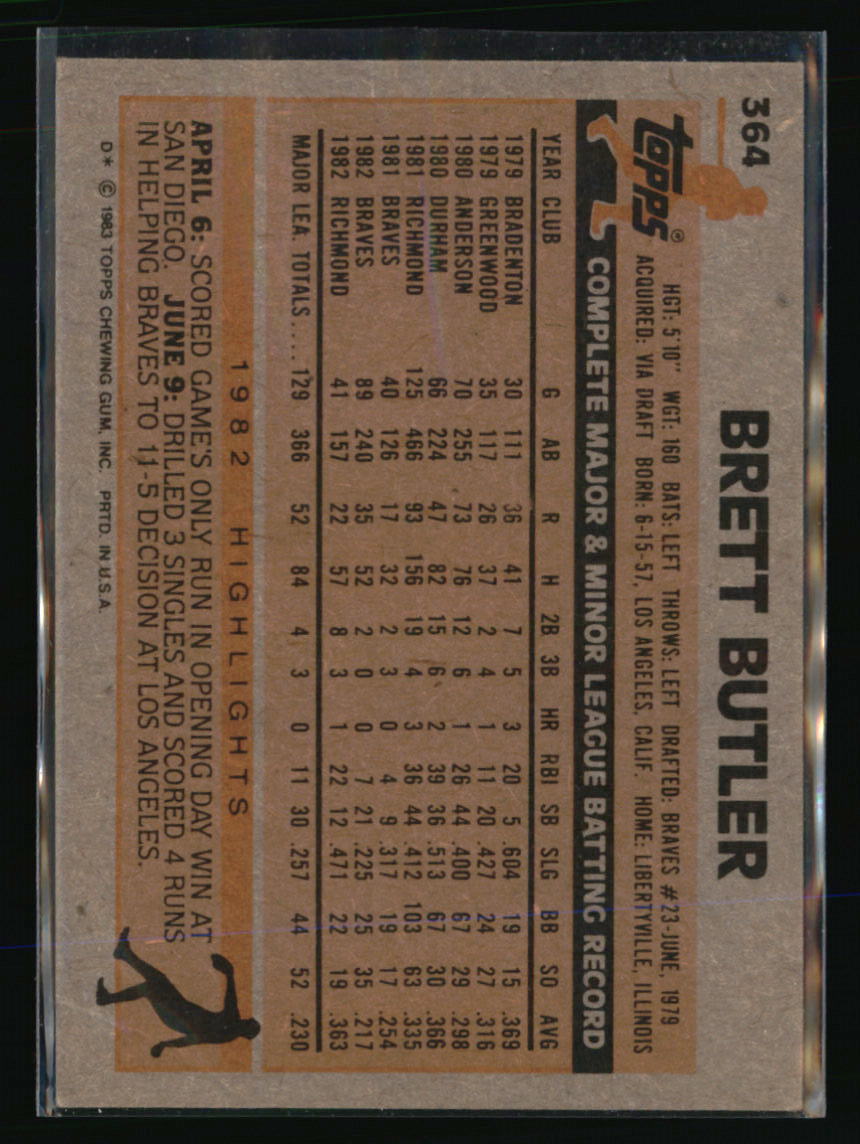 364
BRETT BUTLER
TOPPS®
HGT: 5'10" WGT: 160 BATS: LEFT THROWS: LEFT DRAFTED: BRAVES #23-JUNE, 1979
ACQUIRED: VIA DRAFT BORN: 6-15-57, LOS ANGELES, CALIF. HOME: LIBERTYVILLE, ILLINOIS
COMPLETE MAJOR & MINOR LEAGUE BATTING RECORD
YEAR CLUB G AB R H 2B 3B HR RBI SB SLG BB SO AVG
1979 BRADENTON 30 111 36 41 7 5 3 20 5 .604 19 15 .369
1979 GREENWOOD 35 117 26 37 2 4 1 11 20 .427 24 27 .316
1980 ANDERSON 70 255 73 76 12 6 1 26 44 .400 67 29 .298
1980 DURHAM 66 224 47 82 15 6 2 39 36 .513 67 30 .366
1981 RICHMOND 125 466 93 156 19 4 3 36 44 .412 103 63 .335
1981 BRAVES 40 126 17 32 2 3 0 4 9 .317 19 17 .254
1982 BRAVES 89 240 35 52 2 0 0 7 21 .225 25 35 .217
1982 RICHMOND 41 157 22 57 8 3 1 22 12 .471 22 19 .363
MAJOR LEA. TOTALS.... 129 366 52 84 4 3 0 11 30 .257 44 52 .230
1982 HIGHLIGHTS
APRIL 6: SCORED GAME'S ONLY RUN IN OPENING DAY WIN AT
SAN DIEGO. JUNE 9: DRILLED 3 SINGLES AND SCORED 4 RUNS
IN HELPING BRAVES TO 11-5 DECISION AT LOS ANGELES.
D* © 1983 TOPPS CHEWING GUM, INC. PRTD. IN U.S.A.